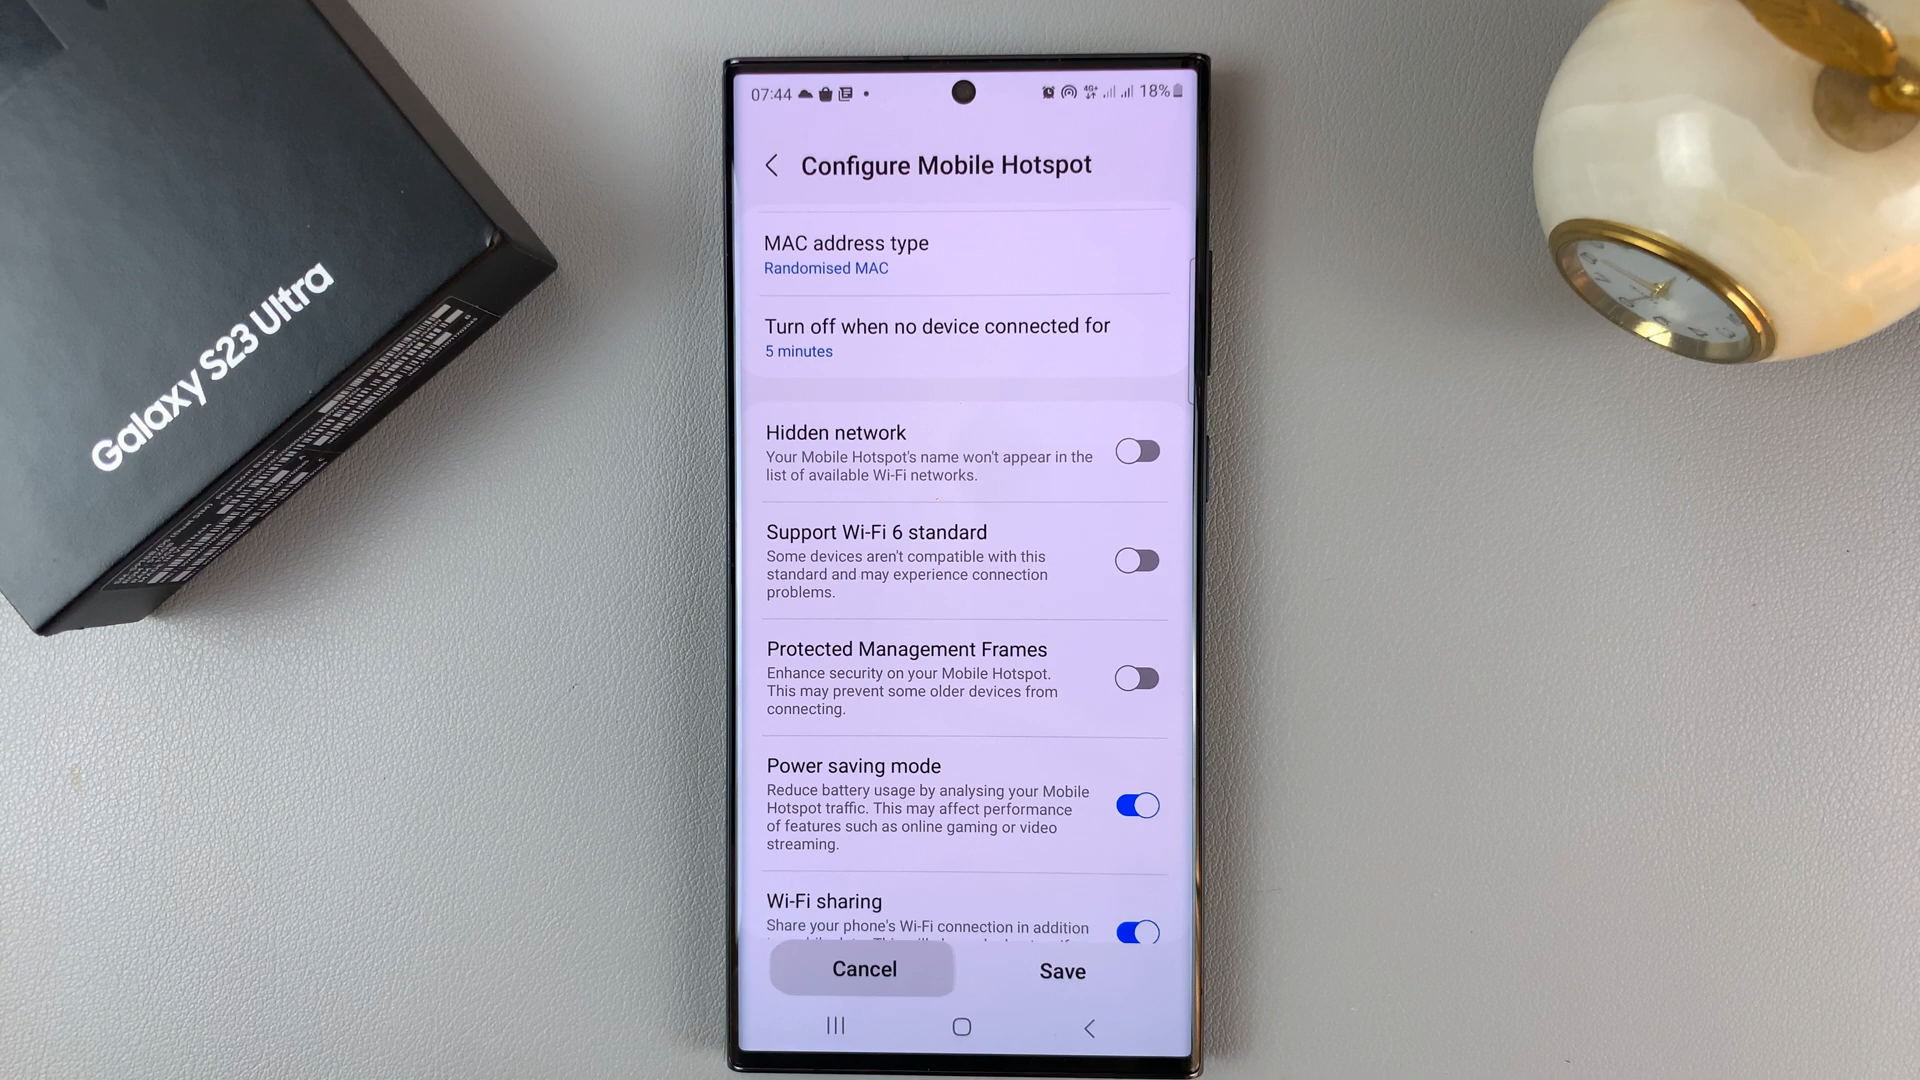 Galaxy S23 Ultra
07:44
4G+
18%
Configure Mobile Hotspot
MAC address type
Randomised MAC
Turn off when no device connected for
5 minutes
Hidden network
Your Mobile Hotspot's name won't appear in the
list of available Wi-Fi networks.
Support Wi-Fi 6 standard
Some devices aren't compatible with this
standard and may experience connection
problems.
Protected Management Frames
Enhance security on your Mobile Hotspot.
This may prevent some older devices from
connecting.
Power saving mode
Reduce battery usage by analysing your Mobile
Hotspot traffic. This may affect performance
of features such as online gaming or video
streaming.
Wi-Fi sharing
Share your phone's Wi-Fi connection in addition
Cancel
Save